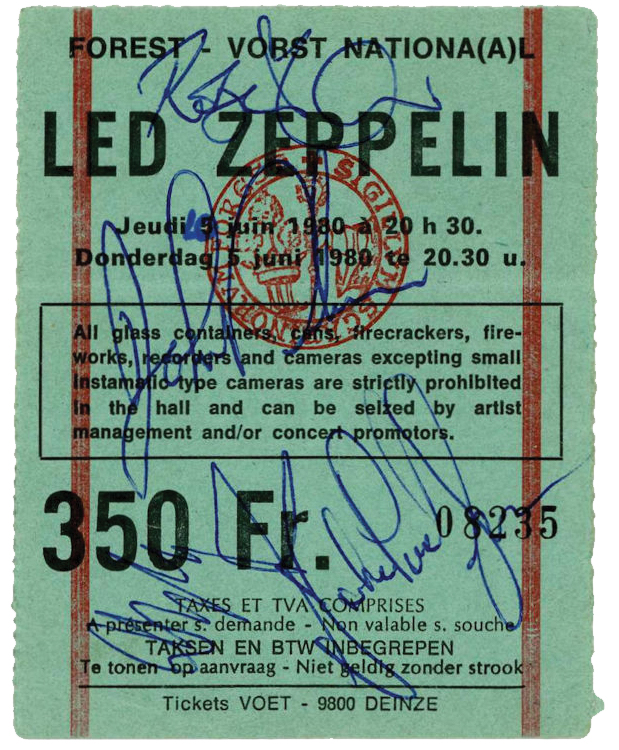 FOREST - VORST NATIONA(A)L
LED ZEPPELIN
Jeudi 5 juin 1980 à 20 h 30.
Donderdag 5 juni 1980 te 20.30 u.
All glass containers, cans, firecrackers, fire-
works, recorders and cameras excepting small
instamatic type cameras are strictly prohibited
in the hall and can be seized by artist
management and/or concert promotors.
350 Fr.
08235
TAXES ET TVA COMPRISES
A présenter s. demande - Non valable s. souche
TAKSEN EN BTW INBEGREPEN
Te tonen op aanvraag - Niet geldig zonder strook
Tickets VOET - 9800 DEINZE